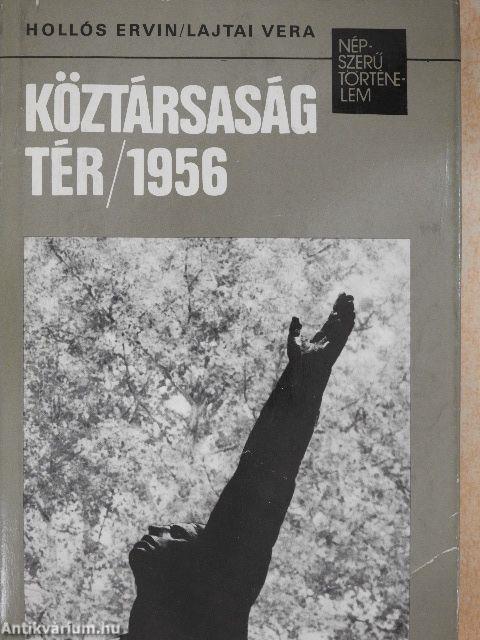 HOLLÓS ERVIN/LAJTAI VERA
NÉP-
SZERŰ
TÖRTÉNE-
LEM
KÖZTÁRSASÁG
TÉR/1956
Antikvarium.hu